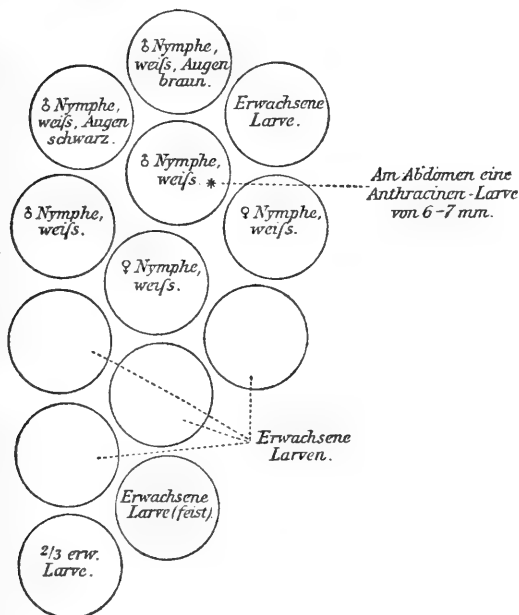 ♂ Nymphe,
weiſs, Augen
braun.
♂ Nymphe,
weiſs, Augen
schwarz.
Erwachsene
Larve.
♂ Nymphe,
weiſs. *
Am Abdomen eine
Anthracinen-Larve
von 6–7 mm.
♂ Nymphe,
weiſs.
♀ Nymphe,
weiſs.
♀ Nymphe,
weiſs.
Erwachsene
Larven.
Erwachsene
Larve (feist).
2/3 erw.
Larve.